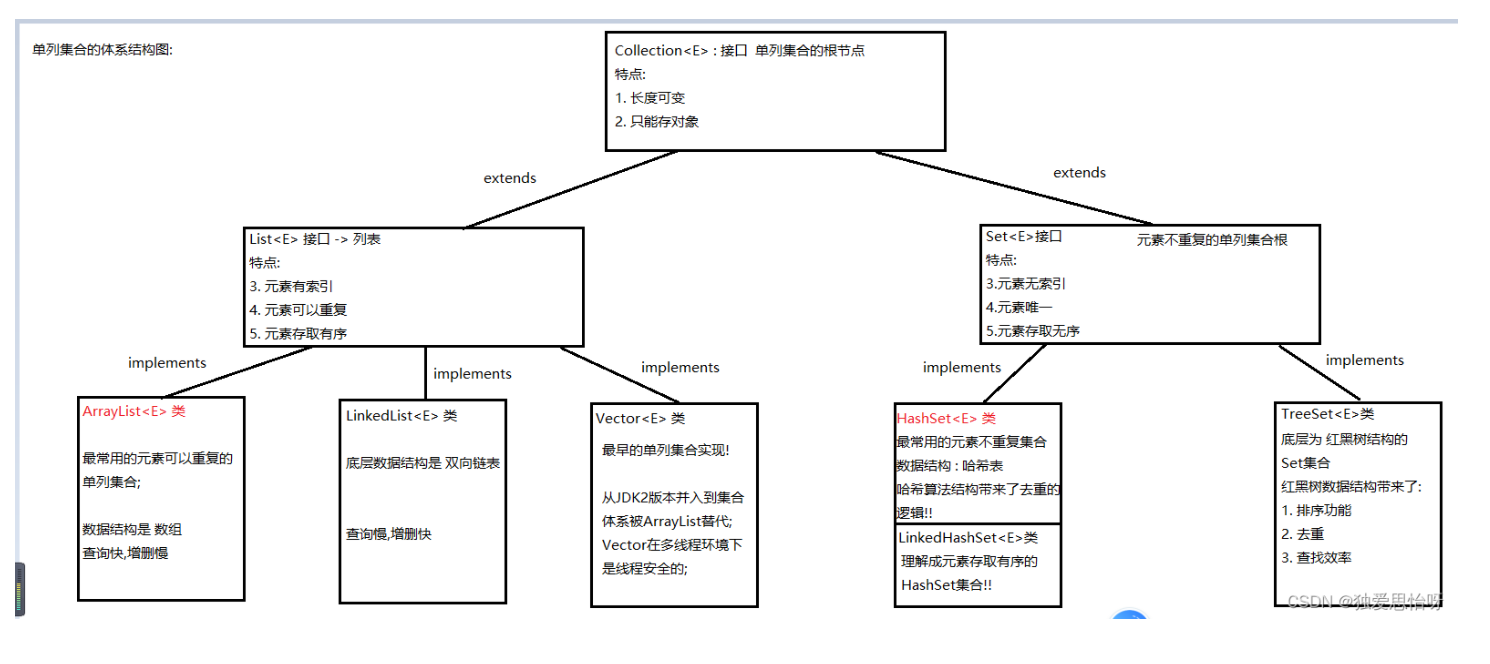 单列集合的体系结构图:
Collection<E> : 接口 单列集合的根节点
特点:
1. 长度可变
2. 只能存对象
extends
extends
List<E> 接口 -> 列表
特点:
3. 元素有索引
4. 元素可以重复
5. 元素存取有序
Set<E>接口 元素不重复的单列集合根
特点:
3.元素无索引
4.元素唯一
5.元素存取无序
implements
implements
implements
implements
implements
ArrayList<E> 类
最常用的元素可以重复的
单列集合;
数据结构是 数组
查询快,增删慢
LinkedList<E> 类
底层数据结构是 双向链表
查询慢,增删快
Vector<E> 类
最早的单列集合实现!
从JDK2版本并入到集合
体系被ArrayList替代;
Vector在多线程环境下
是线程安全的;
HashSet<E> 类
最常用的元素不重复集合
数据结构 : 哈希表
哈希算法结构带来了去重的
逻辑!!
LinkedHashSet<E>类
理解成元素存取有序的
HashSet集合!!
TreeSet<E>类
底层为 红黑树结构的
Set集合
红黑树数据结构带来了:
1. 排序功能
2. 去重
3. 查找效率
CSDN @独爱思怡呀